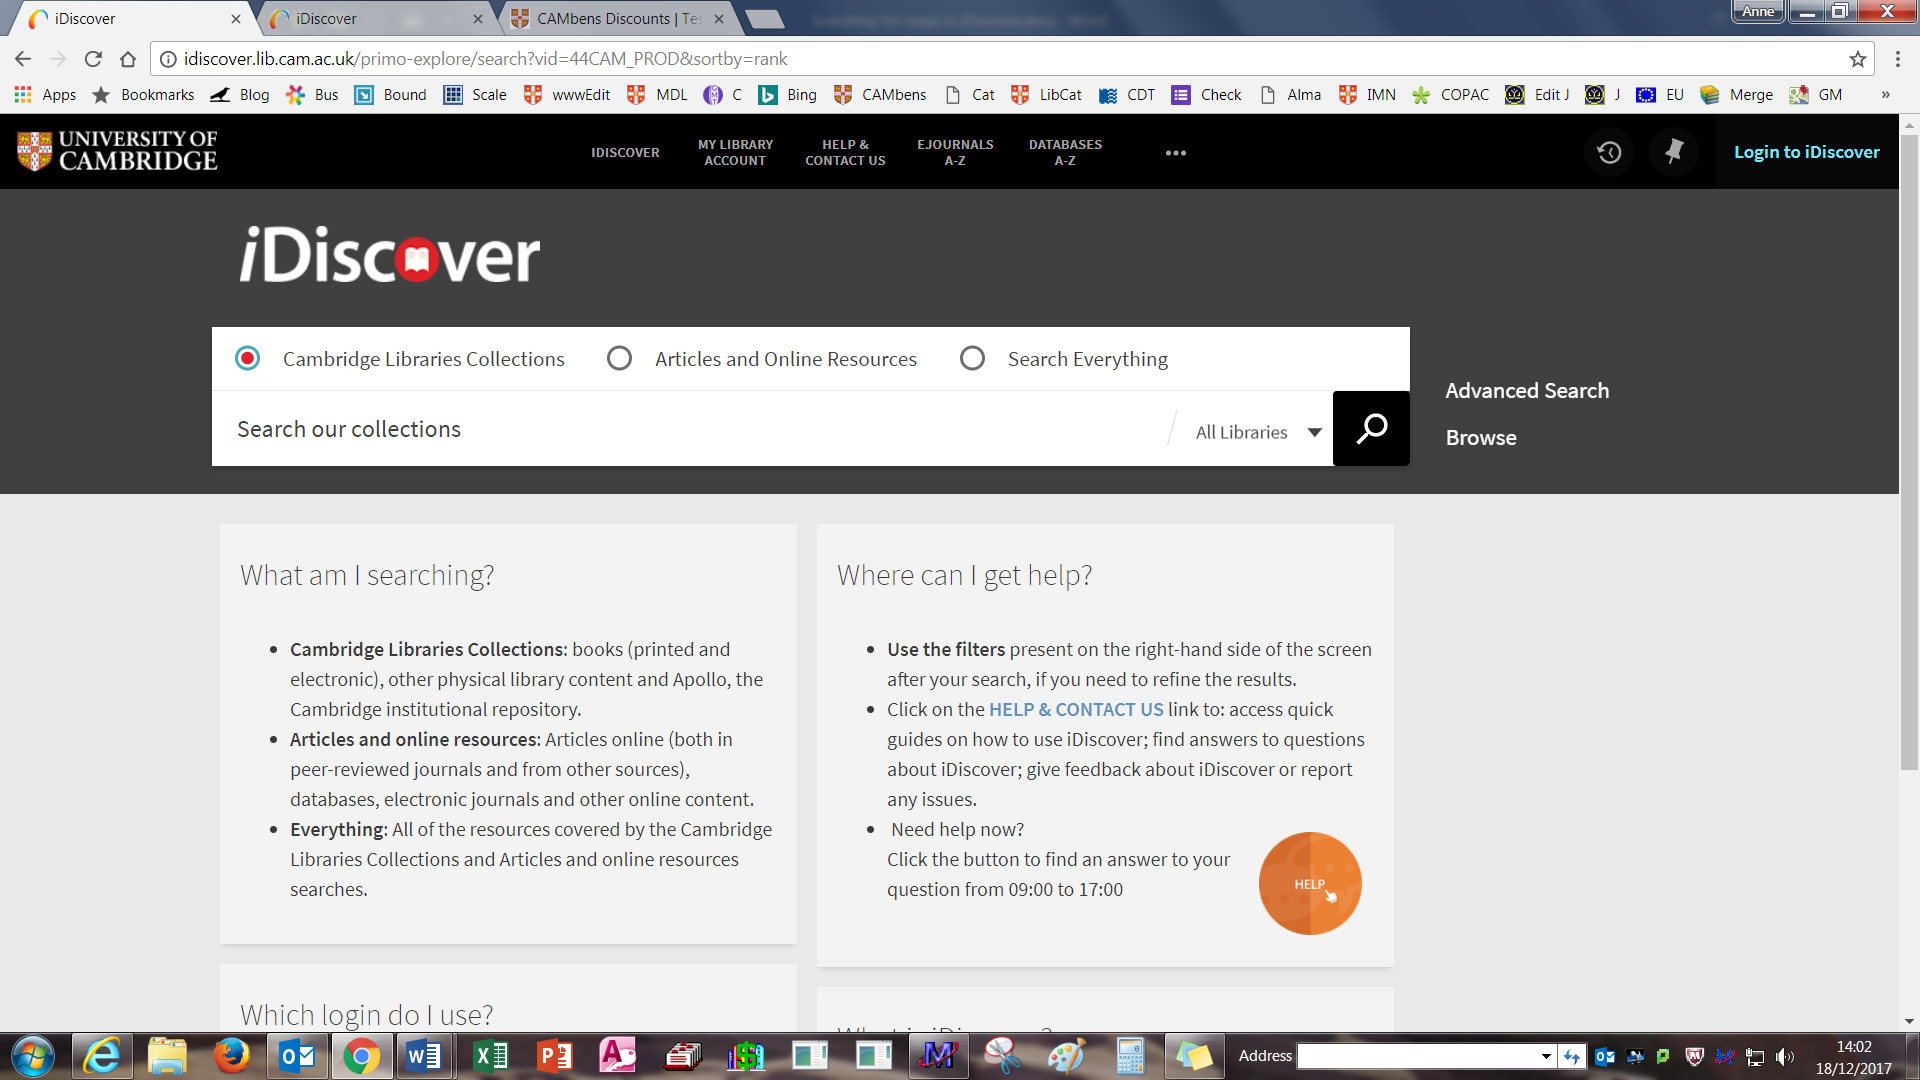 iDiscover
iDiscover
CAMbens Discounts | Tes
Anne
idiscover.lib.cam.ac.uk/primo-explore/search?vid=44CAM_PROD&sortby=rank
Apps Bookmarks Blog Bus Bound Scale wwwEdit MDL C Bing CAMbens Cat LibCat CDT Check Alma IMN COPAC Edit J J EU Merge GM »
UNIVERSITY OF
CAMBRIDGE
IDISCOVER
MY LIBRARY
ACCOUNT
HELP &
CONTACT US
EJOURNALS
A-Z
DATABASES
A-Z
Login to iDiscover
iDiscover
Cambridge Libraries Collections
Articles and Online Resources
Search Everything
Search our collections
All Libraries
Advanced Search
Browse
What am I searching?
• Cambridge Libraries Collections: books (printed and
electronic), other physical library content and Apollo, the
Cambridge institutional repository.
• Articles and online resources: Articles online (both in
peer-reviewed journals and from other sources),
databases, electronic journals and other online content.
• Everything: All of the resources covered by the Cambridge
Libraries Collections and Articles and online resources
searches.
Where can I get help?
• Use the filters present on the right-hand side of the screen
after your search, if you need to refine the results.
• Click on the HELP & CONTACT US link to: access quick
guides on how to use iDiscover; find answers to questions
about iDiscover; give feedback about iDiscover or report
any issues.
• Need help now?
Click the button to find an answer to your
question from 09:00 to 17:00
HELP
Which login do I use?
Address
14:02
18/12/2017